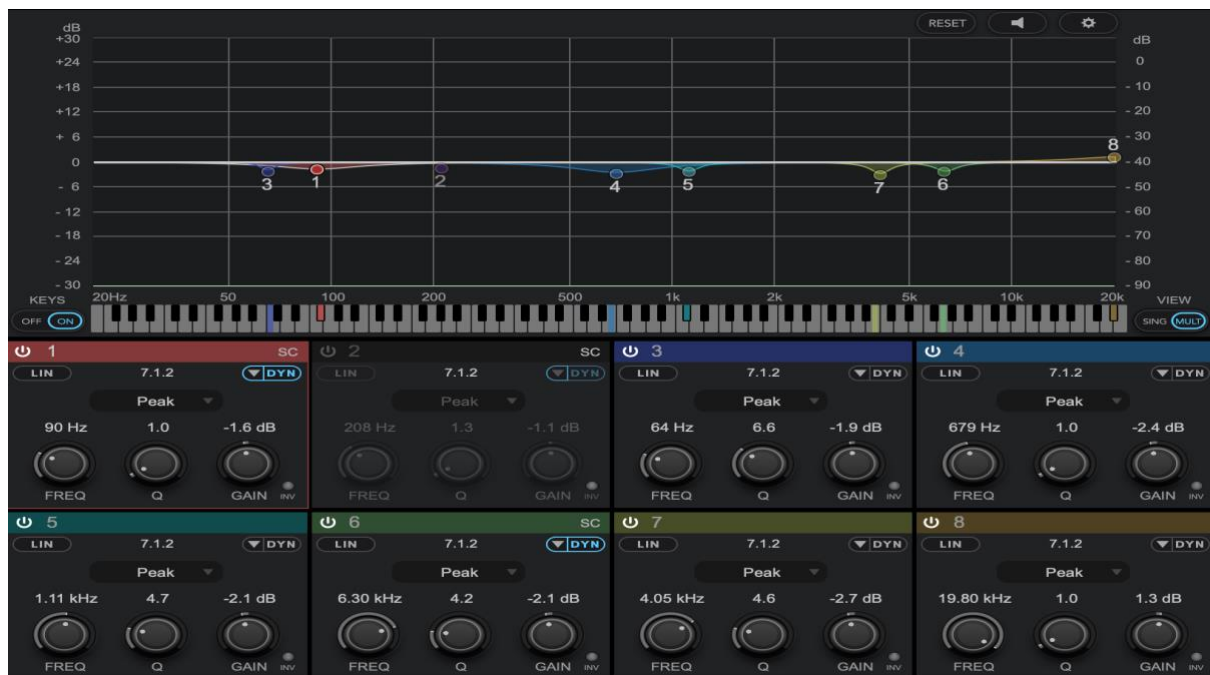 RESET
dB
+30
dB
+24
0
+18
- 10
+12
- 20
+ 6
- 30
8
0
- 40
3
1
2
4
5
7
6
- 6
- 50
- 12
- 60
- 18
- 70
- 24
- 80
- 30
- 90
KEYS
20Hz 50 100 200 500 1k 2k 5k 10k 20k
VIEW
OFF ON
SING MULT
1 SC
LIN 7.1.2 DYN
Peak
90 Hz 1.0 -1.6 dB
FREQ Q GAIN INV
2 SC
LIN 7.1.2 DYN
Peak
208 Hz 1.3 -1.1 dB
FREQ Q GAIN INV
3
LIN 7.1.2 DYN
Peak
64 Hz 6.6 -1.9 dB
FREQ Q GAIN INV
4
LIN 7.1.2 DYN
Peak
679 Hz 1.0 -2.4 dB
FREQ Q GAIN INV
5
LIN 7.1.2 DYN
Peak
1.11 kHz 4.7 -2.1 dB
FREQ Q GAIN INV
6 SC
LIN 7.1.2 DYN
Peak
6.30 kHz 4.2 -2.1 dB
FREQ Q GAIN INV
7
LIN 7.1.2 DYN
Peak
4.05 kHz 4.6 -2.7 dB
FREQ Q GAIN INV
8
LIN 7.1.2 DYN
Peak
19.80 kHz 1.0 1.3 dB
FREQ Q GAIN INV